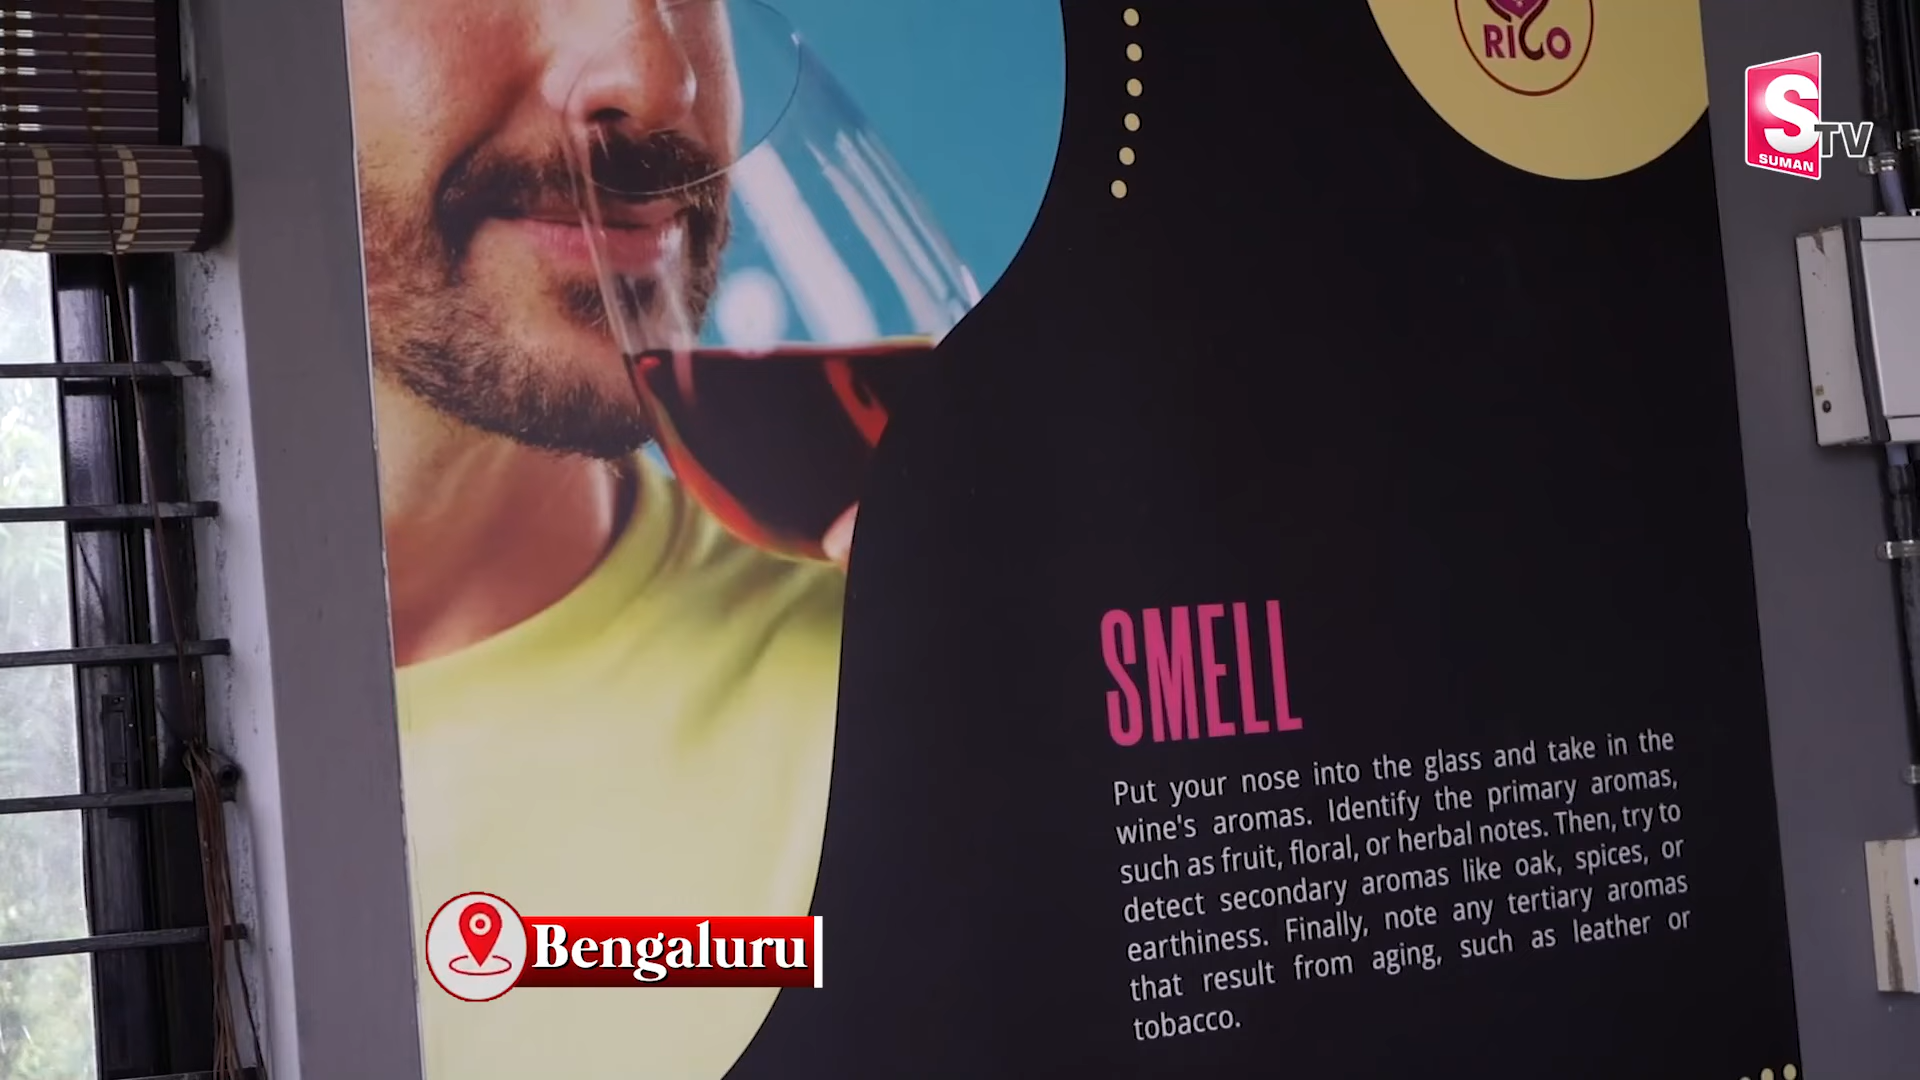 RICO
S
TV
SUMAN
SMELL
Put your nose into the glass and take in the
wine's aromas. Identify the primary aromas,
such as fruit, floral, or herbal notes. Then, try to
detect secondary aromas like oak, spices, or
earthiness. Finally, note any tertiary aromas
that result from aging, such as leather or
tobacco.
Bengaluru